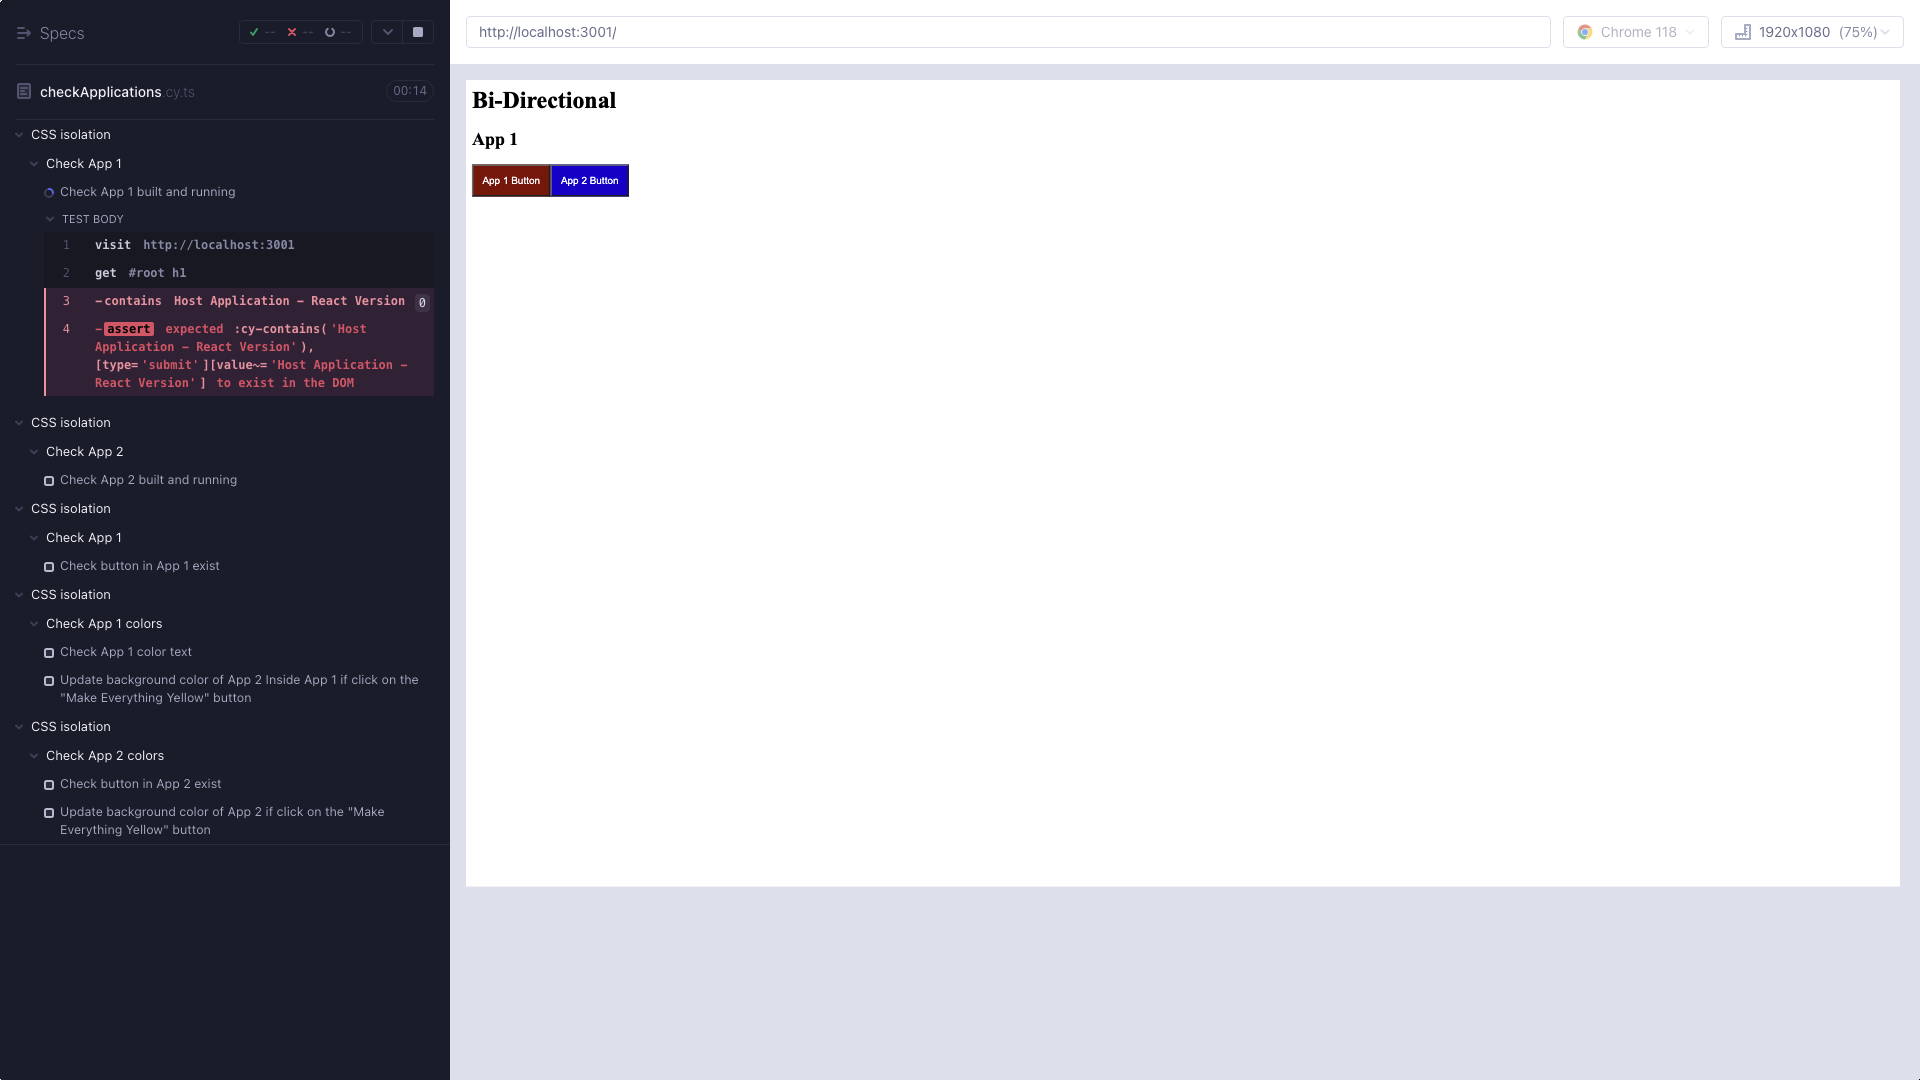 Specs
-- -- --
checkApplications.cy.ts 00:14
CSS isolation
Check App 1
Check App 1 built and running
TEST BODY
1 visit http://localhost:3001
2 get #root h1
3 -contains Host Application - React Version 0
4 -assert expected :cy-contains('Host
Application - React Version'),
[type='submit'][value~='Host Application -
React Version'] to exist in the DOM
CSS isolation
Check App 2
Check App 2 built and running
CSS isolation
Check App 1
Check button in App 1 exist
CSS isolation
Check App 1 colors
Check App 1 color text
Update background color of App 2 Inside App 1 if click on the
"Make Everything Yellow" button
CSS isolation
Check App 2 colors
Check button in App 2 exist
Update background color of App 2 if click on the "Make
Everything Yellow" button
http://localhost:3001/
Chrome 118
1920x1080 (75%)
Bi-Directional
App 1
App 1 Button App 2 Button